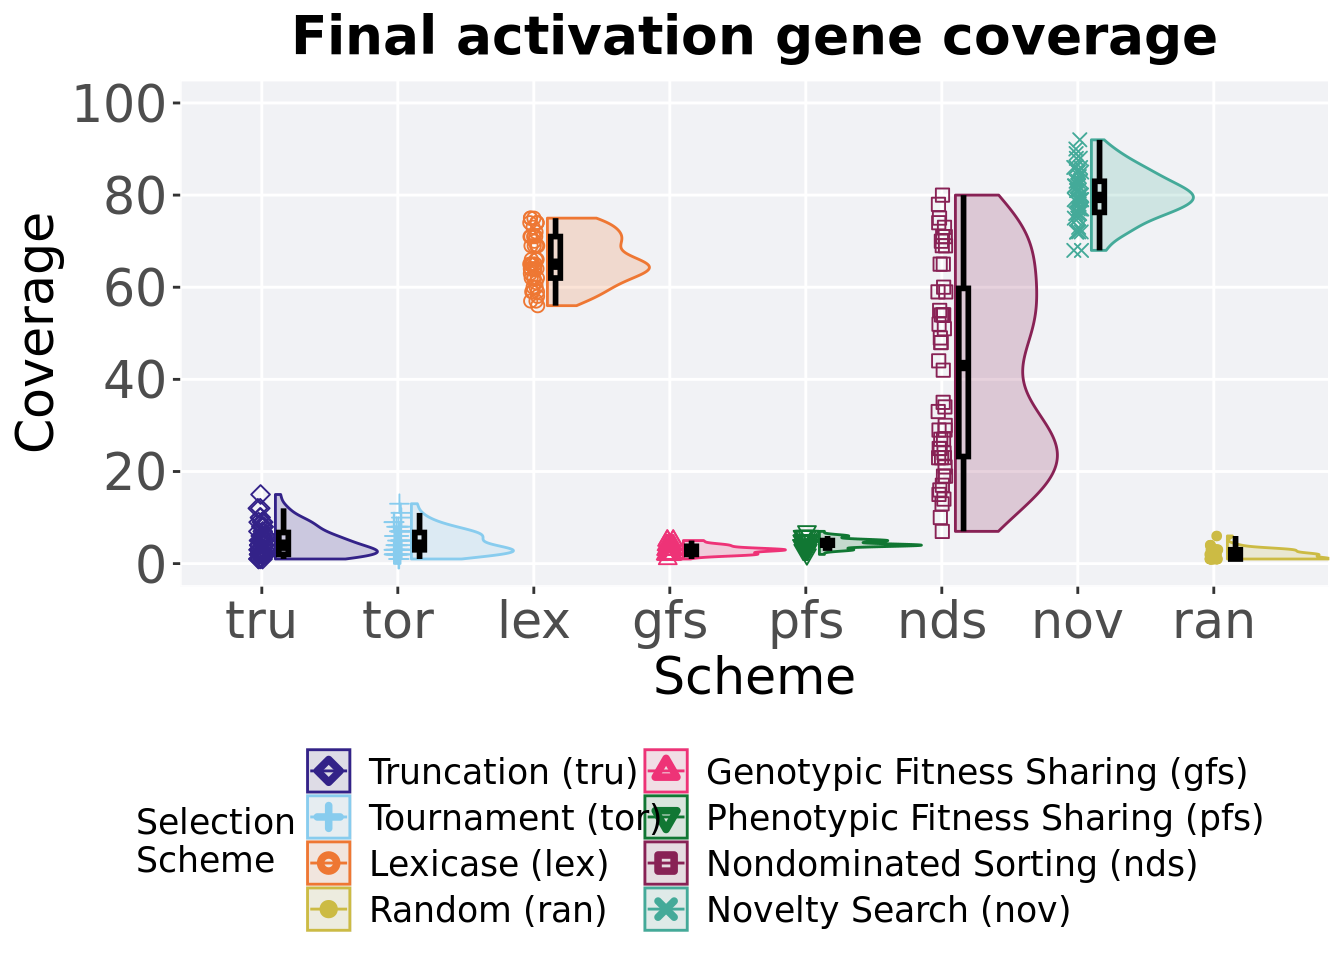 Final activation gene coverage
Coverage
100
80
60
40
20
0
tru tor lex gfs pfs nds nov ran
Scheme
Selection
Scheme
Truncation (tru)
Tournament (tor)
Lexicase (lex)
Random (ran)
Genotypic Fitness Sharing (gfs)
Phenotypic Fitness Sharing (pfs)
Nondominated Sorting (nds)
Novelty Search (nov)